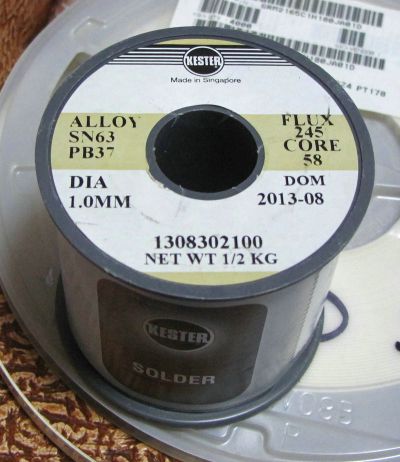 KESTER
Made in Singapore
ALLOY
SN63
PB37
FLUX
245
CORE
58
DIA
1.0MM
DOM
2013-08
1308302100
NET WT 1/2 KG
KESTER
SOLDER